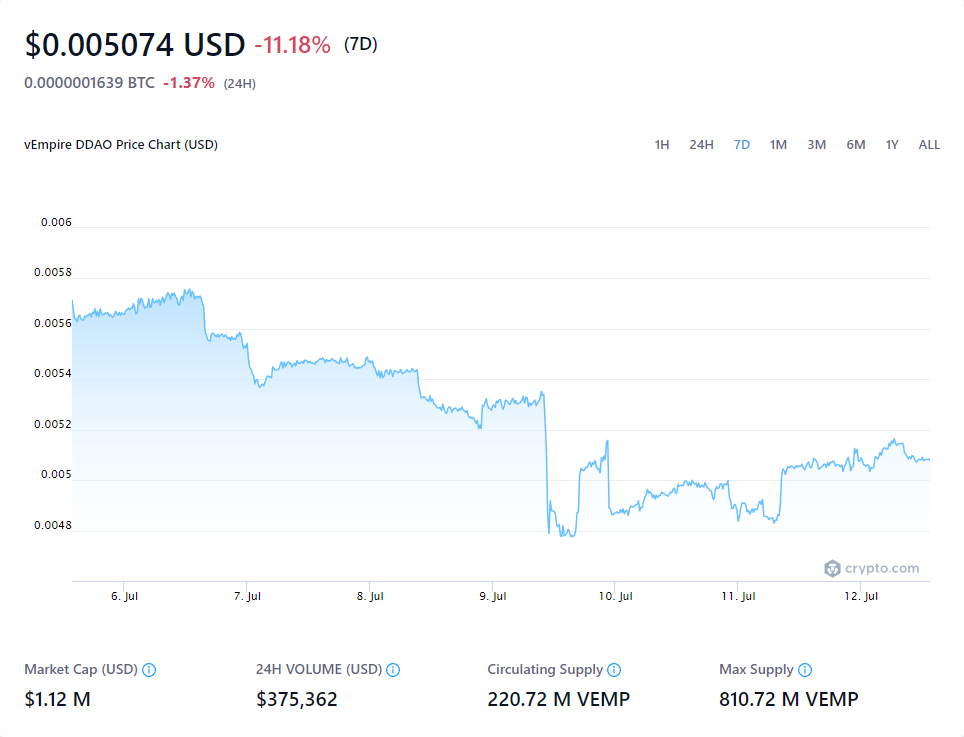 $0.005074 USD -11.18% (7D)
0.0000001639 BTC -1.37% (24H)
vEmpire DDAO Price Chart (USD) 1H 24H 7D 1M 3M 6M 1Y ALL
0.006
0.0058
0.0056
0.0054
0.0052
0.005
0.0048
crypto.com
6. Jul 7. Jul 8. Jul 9. Jul 10. Jul 11. Jul 12. Jul
Market Cap (USD) 24H VOLUME (USD) Circulating Supply Max Supply
$1.12 M $375,362 220.72 M VEMP 810.72 M VEMP